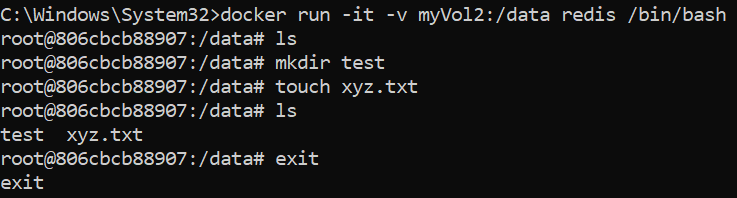 C:\Windows\System32>docker run -it -v myVol2:/data redis /bin/bash
root@806cbcb88907:/data# ls
root@806cbcb88907:/data# mkdir test
root@806cbcb88907:/data# touch xyz.txt
root@806cbcb88907:/data# ls
test  xyz.txt
root@806cbcb88907:/data# exit
exit